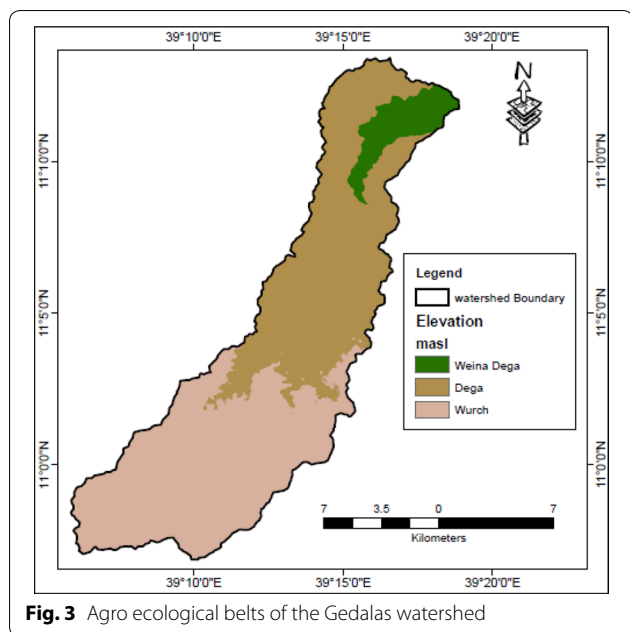 39°10'0"E 39°15'0"E 39°20'0"E
N
11°10'0"N 11°10'0"N
11°5'0"N 11°5'0"N
11°0'0"N 11°0'0"N
Legend
watershed Boundary
Elevation
masl
Weina Dega
Dega
Wurch
7 3.5 0 7
Kilometers
39°10'0"E 39°15'0"E 39°20'0"E
Fig. 3 Agro ecological belts of the Gedalas watershed